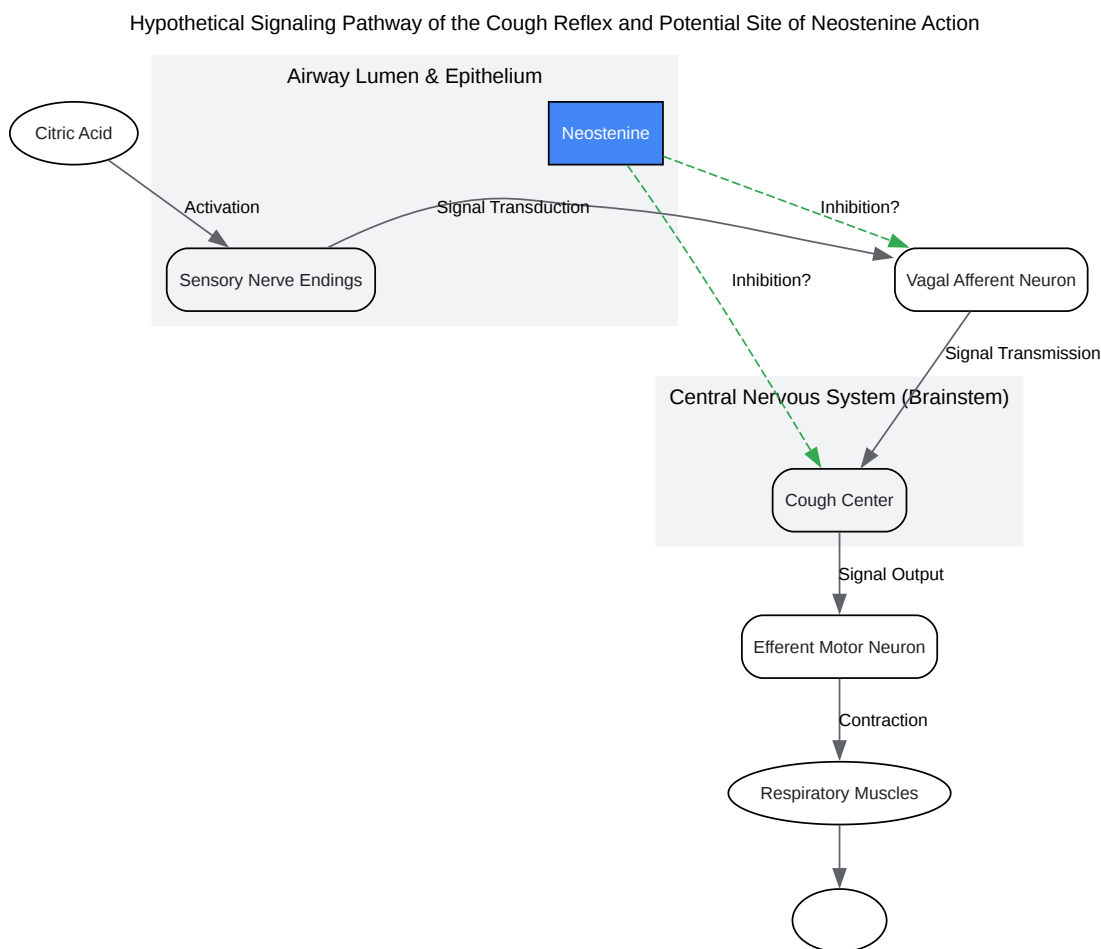 Hypothetical Signaling Pathway of the Cough Reflex and Potential Site of Neostenine Action
Airway Lumen & Epithelium
Citric Acid
Neostenine
Activation
Signal Transduction
Inhibition?
Sensory Nerve Endings
Inhibition?
Vagal Afferent Neuron
Signal Transmission
Central Nervous System (Brainstem)
Cough Center
Signal Output
Efferent Motor Neuron
Contraction
Respiratory Muscles